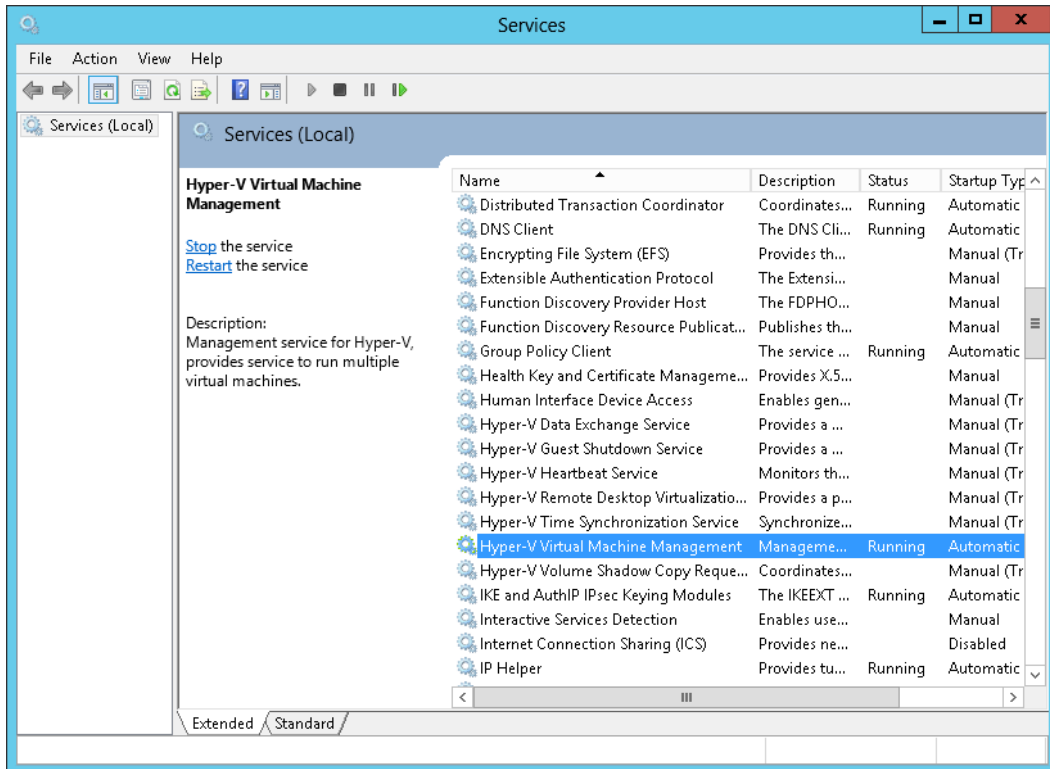 Services
File Action View Help
Services (Local)
Services (Local)
Hyper-V Virtual Machine
Management
Stop the service
Restart the service
Description:
Management service for Hyper-V,
provides service to run multiple
virtual machines.
Name Description Status Startup Typ
Distributed Transaction Coordinator Coordinates... Running Automatic
DNS Client The DNS Cli... Running Automatic
Encrypting File System (EFS) Provides th... Manual (Tr
Extensible Authentication Protocol The Extensi... Manual
Function Discovery Provider Host The FDPHO... Manual
Function Discovery Resource Publicat... Publishes th... Manual
Group Policy Client The service ... Running Automatic
Health Key and Certificate Manageme... Provides X.5... Manual
Human Interface Device Access Enables gen... Manual (Tr
Hyper-V Data Exchange Service Provides a ... Manual (Tr
Hyper-V Guest Shutdown Service Provides a ... Manual (Tr
Hyper-V Heartbeat Service Monitors th... Manual (Tr
Hyper-V Remote Desktop Virtualizatio... Provides a p... Manual (Tr
Hyper-V Time Synchronization Service Synchronize... Manual (Tr
Hyper-V Virtual Machine Management Manageme... Running Automatic
Hyper-V Volume Shadow Copy Reque... Coordinates... Manual (Tr
IKE and AuthIP IPsec Keying Modules The IKEEXT ... Running Automatic
Interactive Services Detection Enables use... Manual
Internet Connection Sharing (ICS) Provides ne... Disabled
IP Helper Provides tu... Running Automatic
Extended Standard